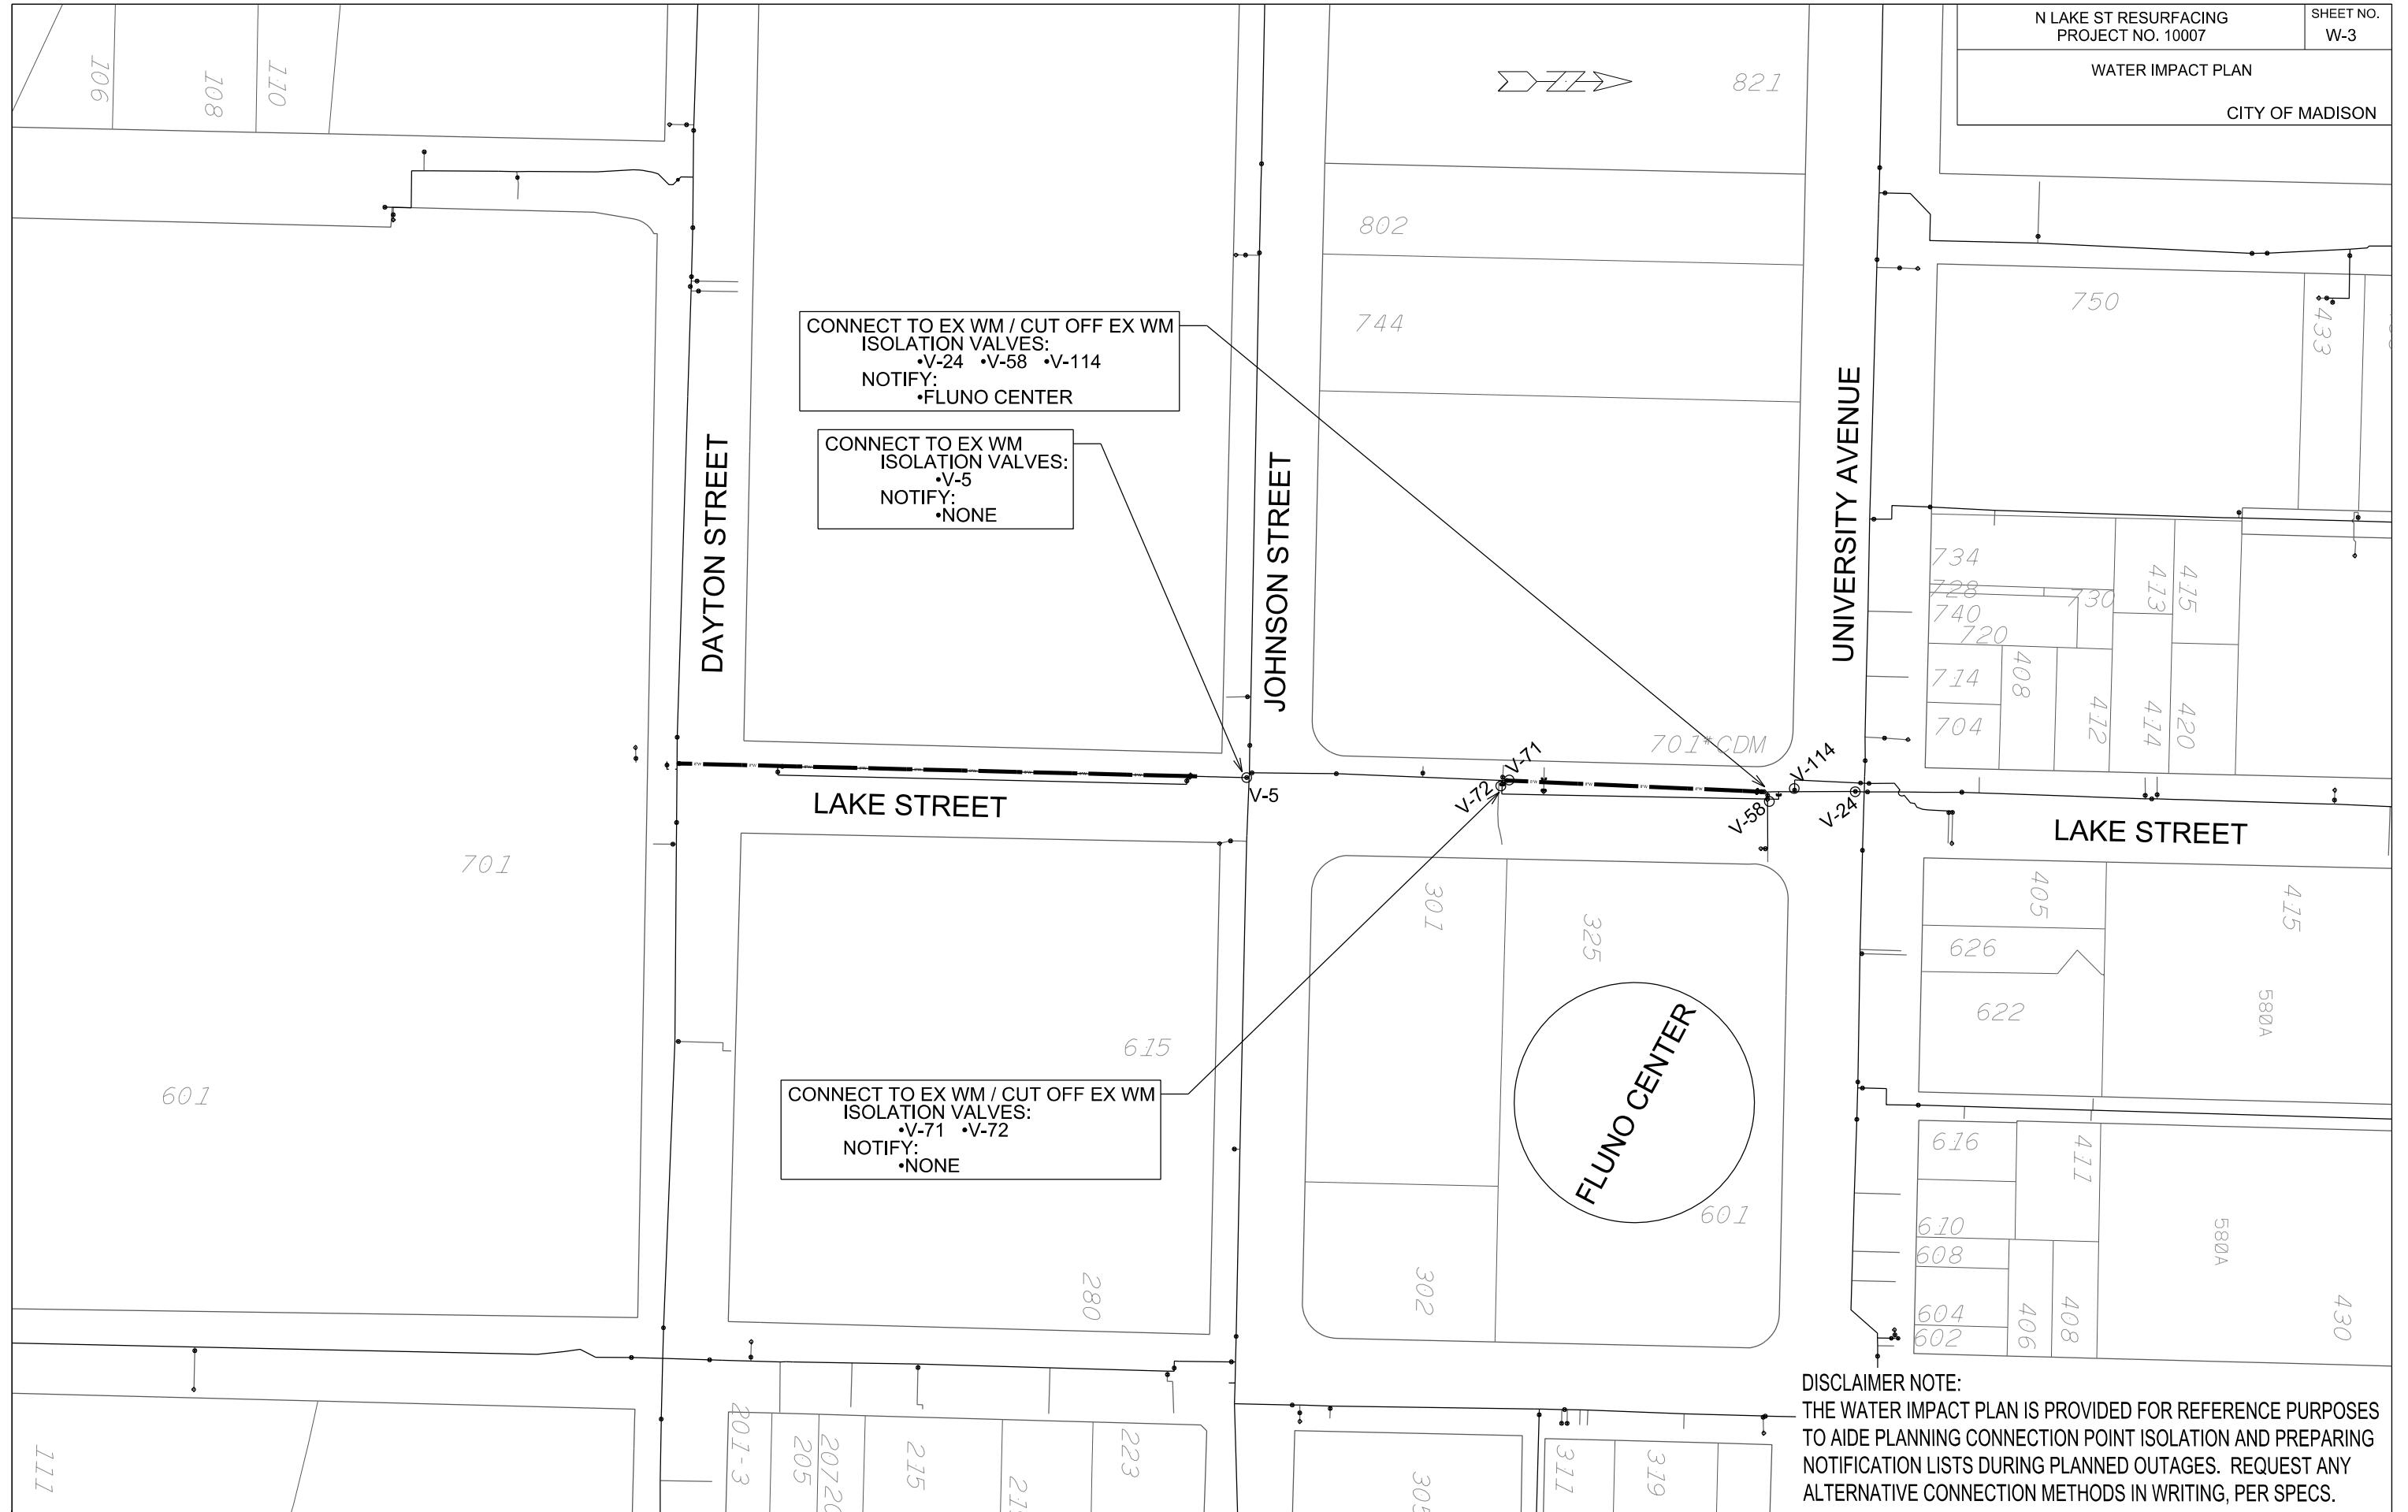 N LAKE ST RESURFACING
PROJECT NO. 10007
SHEET NO.
W-3
WATER IMPACT PLAN
CITY OF MADISON
106
108
110
821
802
744
750
433
CONNECT TO EX WM / CUT OFF EX WM
ISOLATION VALVES:
•V-24 •V-58 •V-114
NOTIFY:
•FLUNO CENTER
CONNECT TO EX WM
ISOLATION VALVES:
•V-5
NOTIFY:
•NONE
DAYTON STREET
JOHNSON STREET
UNIVERSITY AVENUE
734
728
730
740
720
413
415
714
408
704
412
414
420
701*CDM
V-71
V-72
V-114
V-58
V-24
V-5
LAKE STREET
LAKE STREET
701
301
325
405
415
626
622
580A
615
601
FLUNO CENTER
601
CONNECT TO EX WM / CUT OFF EX WM
ISOLATION VALVES:
•V-71 •V-72
NOTIFY:
•NONE
616
411
610
608
580A
280
302
604
602
406
408
430
111
201-3
205
207
215
223
311
319
DISCLAIMER NOTE:
THE WATER IMPACT PLAN IS PROVIDED FOR REFERENCE PURPOSES
TO AIDE PLANNING CONNECTION POINT ISOLATION AND PREPARING
NOTIFICATION LISTS DURING PLANNED OUTAGES. REQUEST ANY
ALTERNATIVE CONNECTION METHODS IN WRITING, PER SPECS.